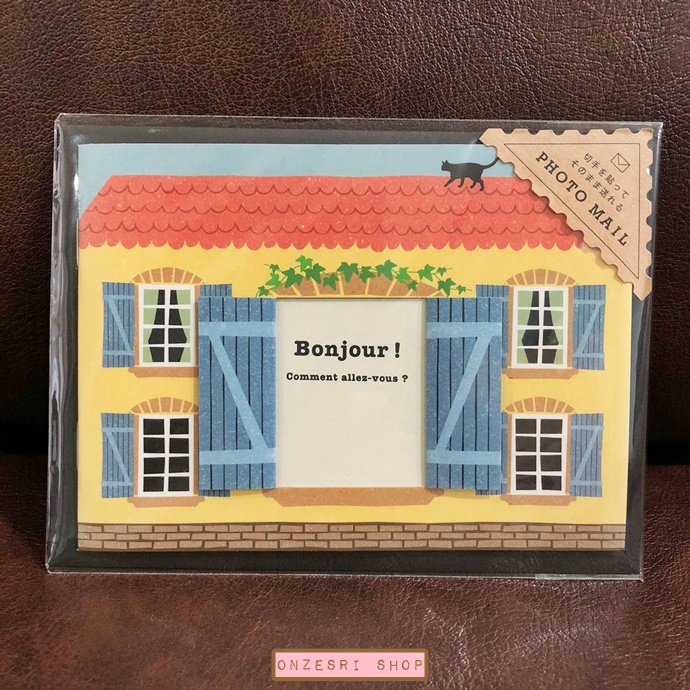 切手を貼って
そのまま送れる
PHOTO MAIL
Bonjour !
Comment allez-vous ?
ONZESRI SHOP